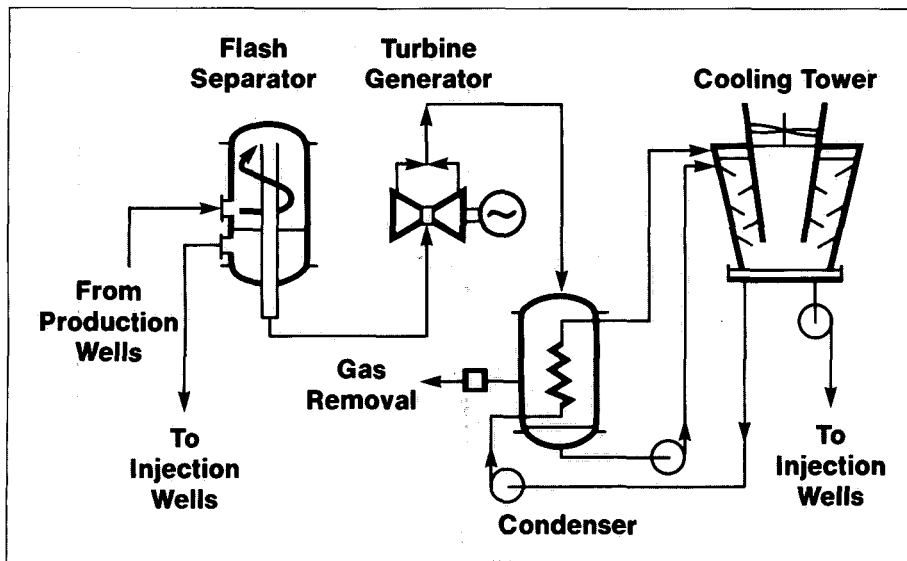 Flash
Separator
Turbine
Generator
Cooling Tower
From
Production
Wells
Gas
Removal
To
Injection
Wells
To
Injection
Wells
Condenser